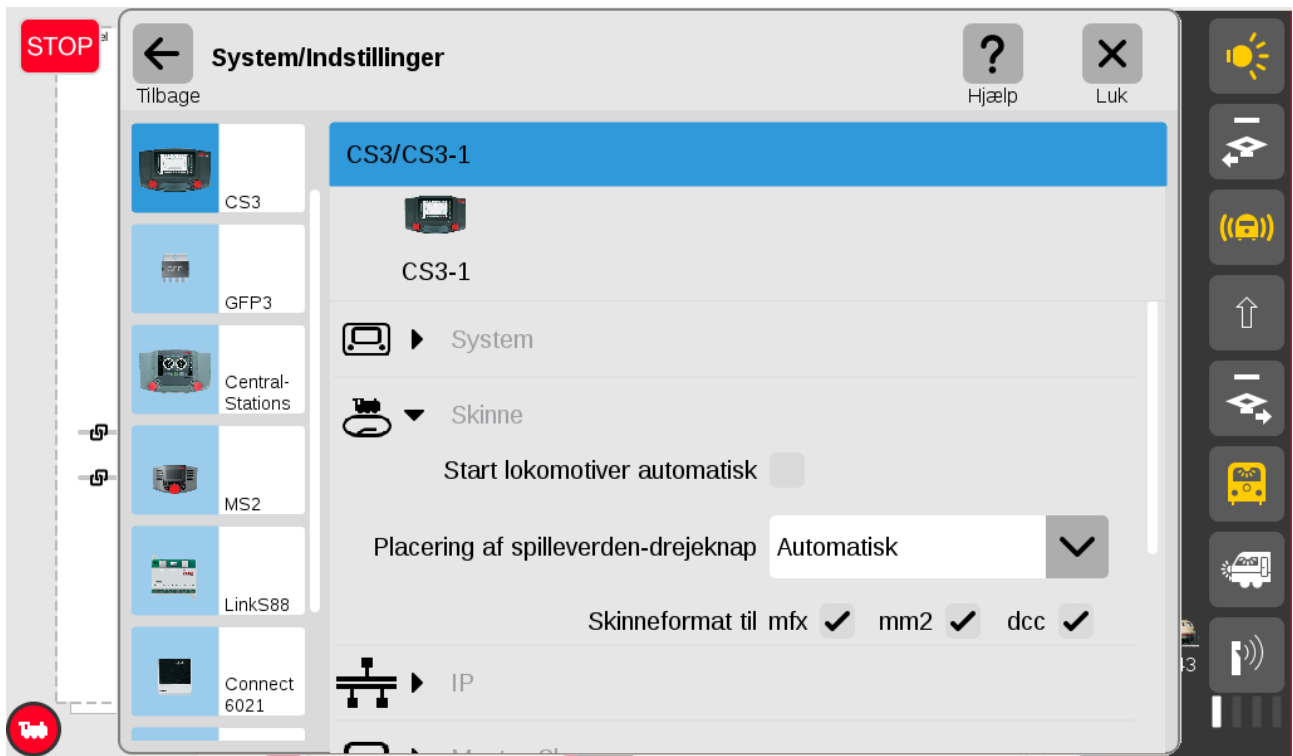 STOP
System/Indstillinger
Tilbage
Hjælp
Luk
CS3
GFP3
Central-
Stations
MS2
LinkS88
Connect
6021
CS3/CS3-1
CS3-1
System
Skinne
Start lokomotiver automatisk
Placering af spilleverden-drejeknap Automatisk
Skinneformat til mfx mm2 dcc
IP